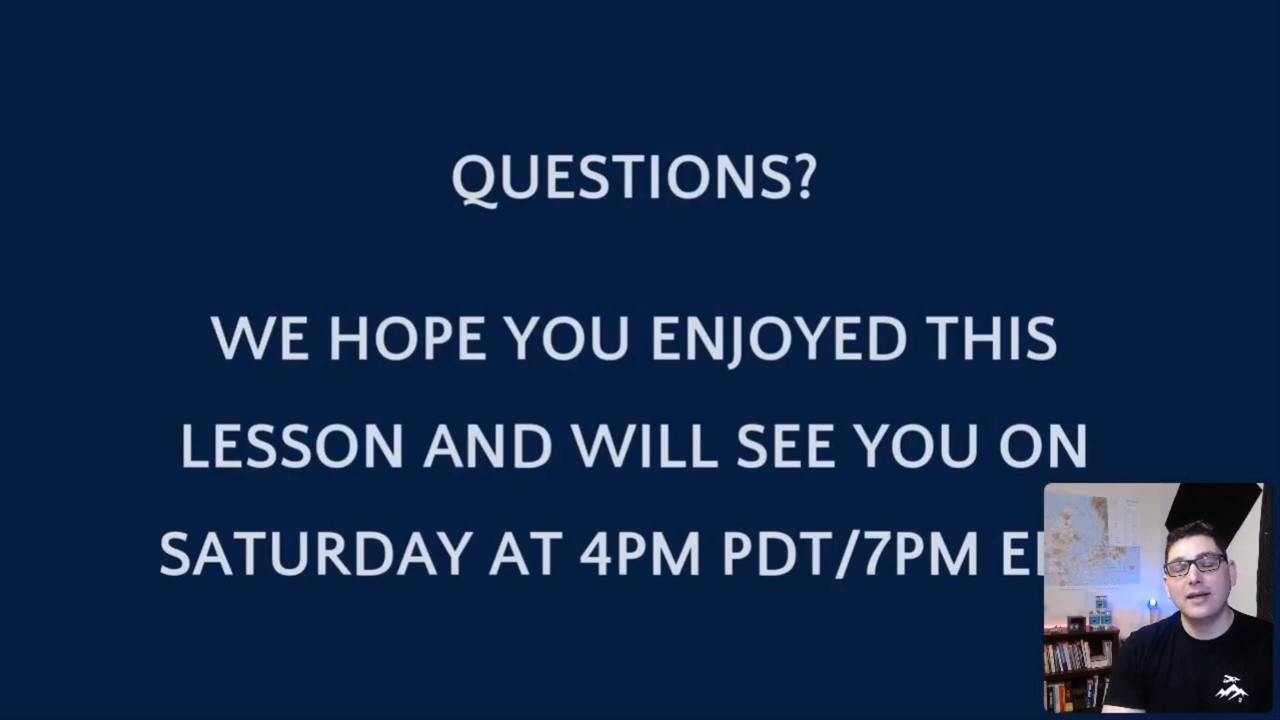 QUESTIONS?
WE HOPE YOU ENJOYED THIS
LESSON AND WILL SEE YOU ON
SATURDAY AT 4PM PDT/7PM